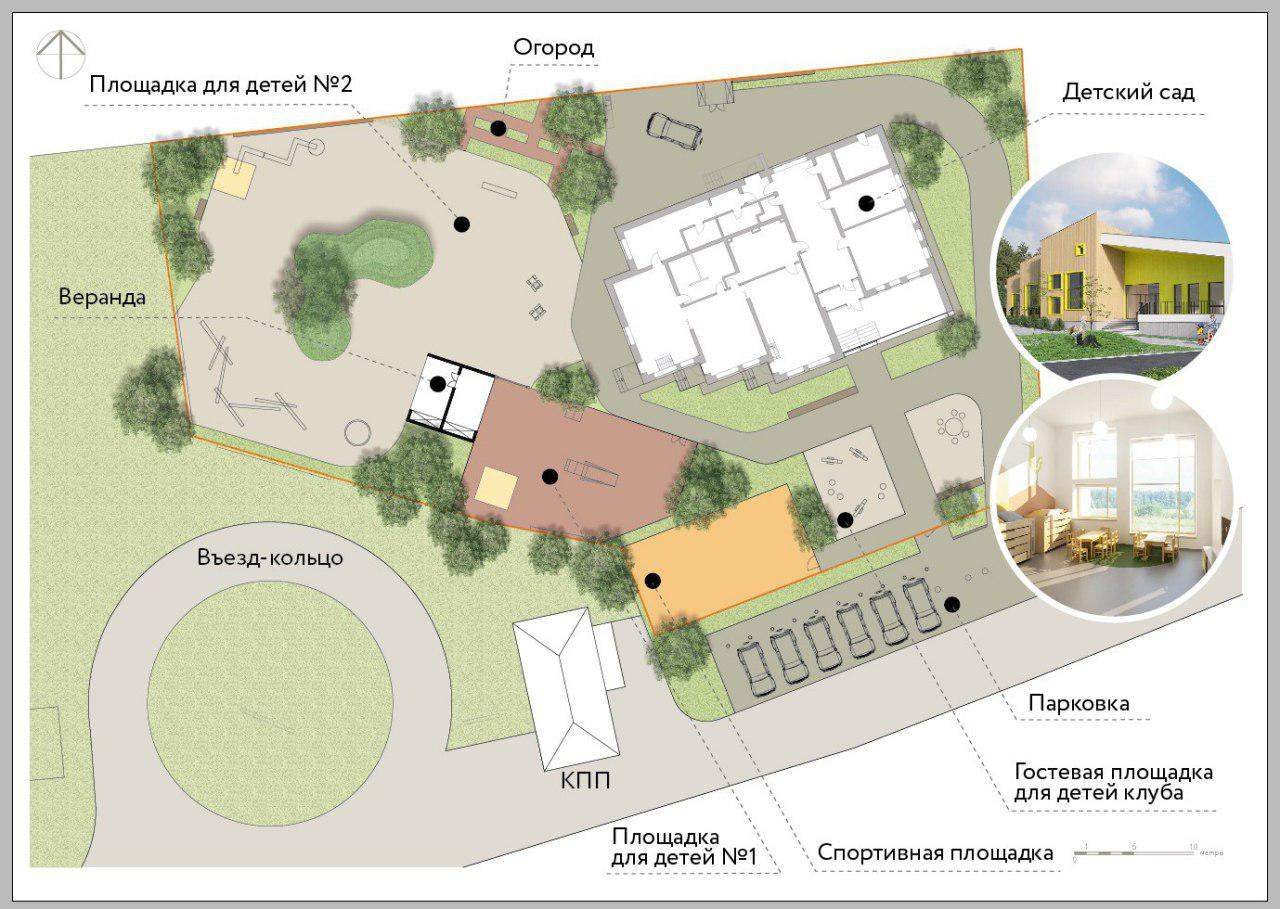 Огород
Площадка для детей №2
Детский сад
Веранда
Въезд-кольцо
Парковка
КПП
Гостевая площадка
для детей клуба
Площадка
для детей №1
Спортивная площадка
0 1 5 10 метры